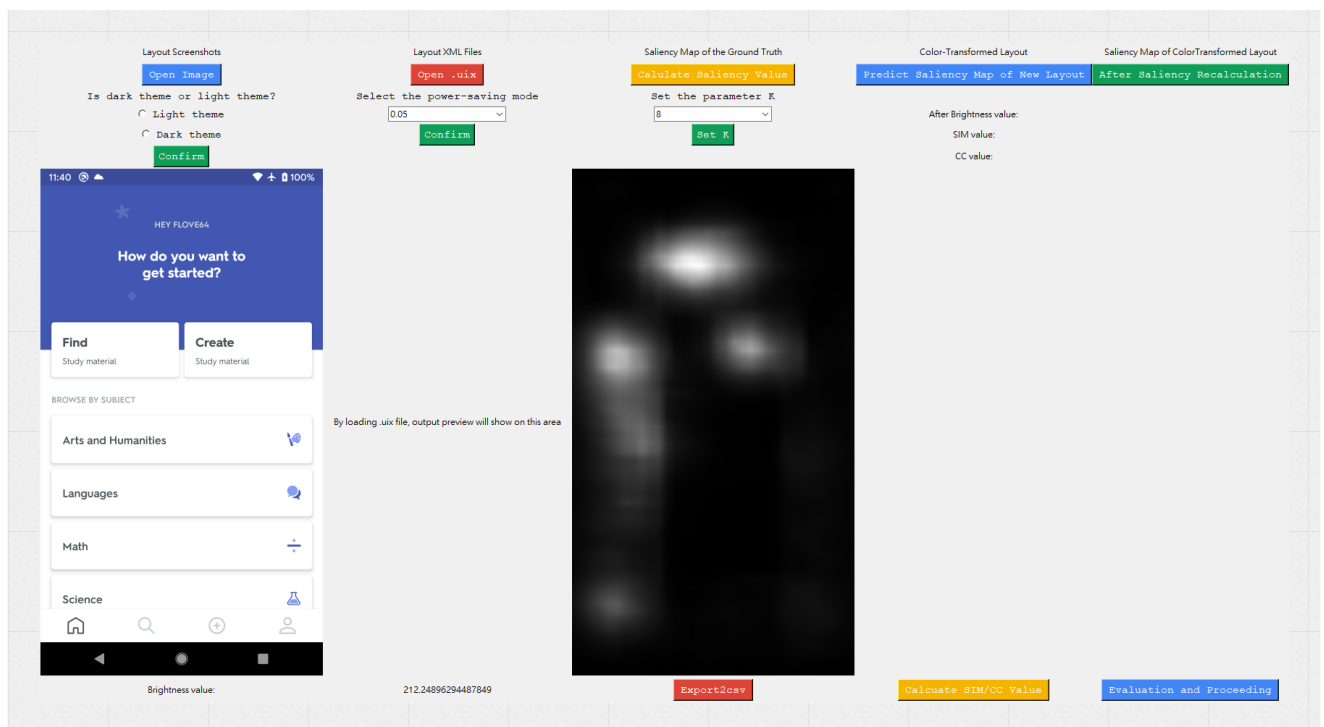 Layout Screenshots
Layout XML Files
Saliency Map of the Ground Truth
Color-Transformed Layout
Saliency Map of ColorTransformed Layout
Open Image
Open .uix
Calulate Saliency Value
Predict Saliency Map of New Layout
After Saliency Recalculation
Is dark theme or light theme?
Select the power-saving mode
Set the parameter K
Light theme
0.05
8
After Brightness value:
Dark theme
Confirm
Set K
SIM value:
Confirm
CC value:
11:40
100%
HEY FLOVE64
How do you want to
get started?
Find
Study material
Create
Study material
BROWSE BY SUBJECT
Arts and Humanities
Languages
Math
Science
By loading .uix file, output preview will show on this area
Brightness value:
212.24896294487849
Export2csv
Calcuate SIM/CC Value
Evaluation and Proceeding